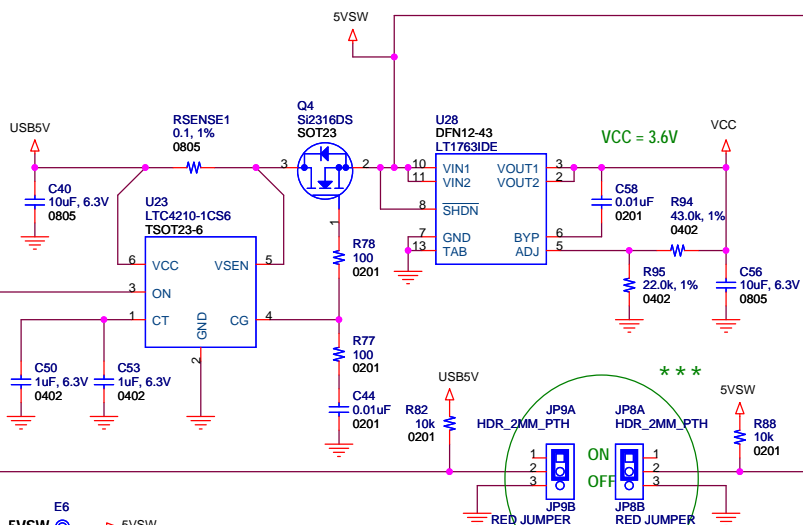 5VSW
USB5V
RSENSE1
0.1, 1%
0805
Q4
Si2316DS
SOT23
3
2
1
C40
10uF, 6.3V
0805
U23
LTC4210-1CS6
TSOT23-6
6
VCC
VSEN
5
3
ON
1
CT
GND
CG
4
2
R78
100
0201
R77
100
0201
C44
0.01uF
0201
C50
1uF, 6.3V
0402
C53
1uF, 6.3V
0402
U28
DFN12-43
LT1763IDE
10
VIN1
VOUT1
3
11
VIN2
VOUT2
2
8
SHDN
7
GND
BYP
6
13
TAB
ADJ
5
VCC = 3.6V
VCC
C58
0.01uF
0201
R94
43.0k, 1%
0402
R95
22.0k, 1%
0402
C56
10uF, 6.3V
0805
***
USB5V
R82
10k
0201
JP9A
HDR_2MM_PTH
1
2
3
JP9B
RED JUMPER
ON
OFF
JP8A
HDR_2MM_PTH
1
2
3
JP8B
RED JUMPER
5VSW
R88
10k
0201
E6
5VSW
5VSW